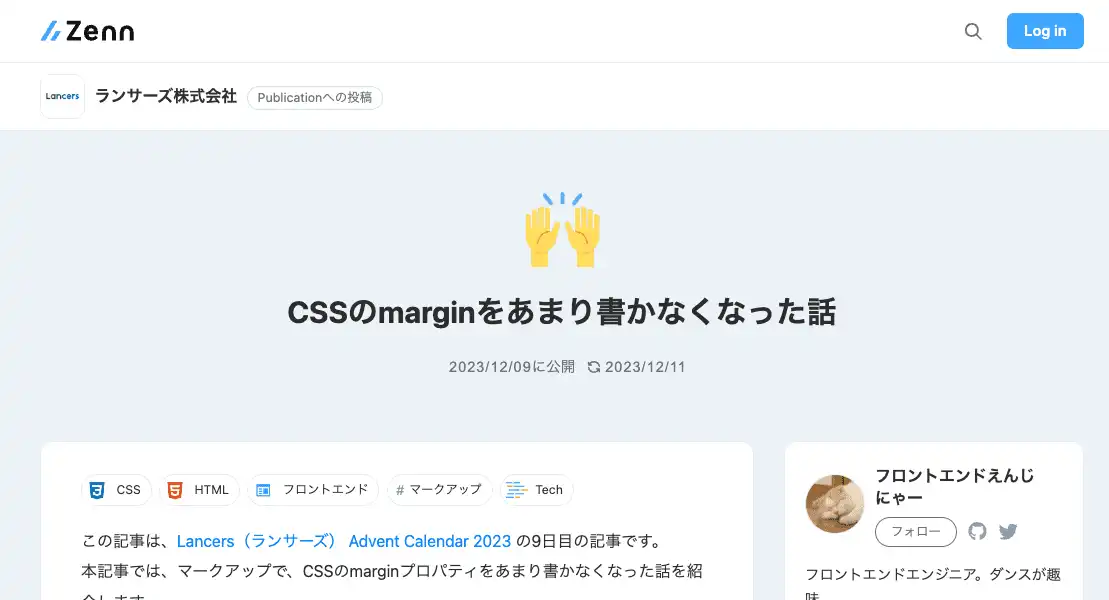 Zenn
Log in
Lancers
ランサーズ株式会社
Publicationへの投稿
CSSのmarginをあまり書かなくなった話
2023/12/09に公開 2023/12/11
CSS HTML フロントエンド # マークアップ Tech
この記事は、Lancers（ランサーズ） Advent Calendar 2023 の9日目の記事です。
本記事では、マークアップで、CSSのmarginプロパティをあまり書かなくなった話を紹
介します。
フロントエンドえんじ
にゃー
フォロー
フロントエンドエンジニア。ダンスが趣
味